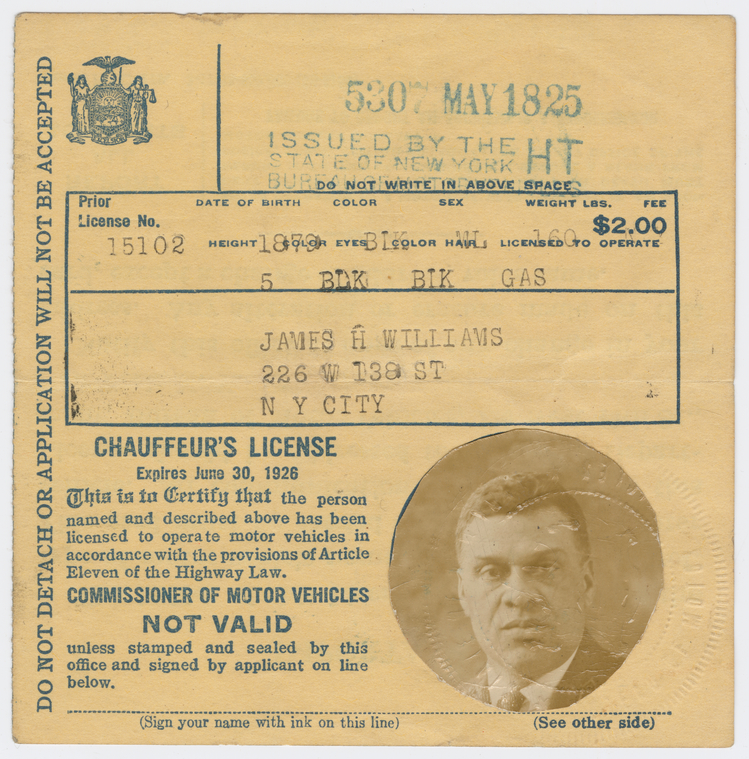 DO NOT DETACH OR APPLICATION WILL NOT BE ACCEPTED
5307 MAY 18 25
ISSUED BY THE
STATE OF NEW YORK
HT
DO NOT WRITE IN ABOVE SPACE
Prior DATE OF BIRTH COLOR SEX WEIGHT LBS. FEE
License No. $2.00
15102 1879 BLK ML 160
HEIGHT COLOR EYES COLOR HAIR LICENSED TO OPERATE
5 BLK BLK GAS
JAMES H WILLIAMS
226 W 138 ST
N Y CITY
CHAUFFEUR'S LICENSE
Expires June 30, 1926
This is to Certify that the person
named and described above has been
licensed to operate motor vehicles in
accordance with the provisions of Article
Eleven of the Highway Law.
COMMISSIONER OF MOTOR VEHICLES
NOT VALID
unless stamped and sealed by this
office and signed by applicant on line
below.
(Sign your name with ink on this line) (See other side)